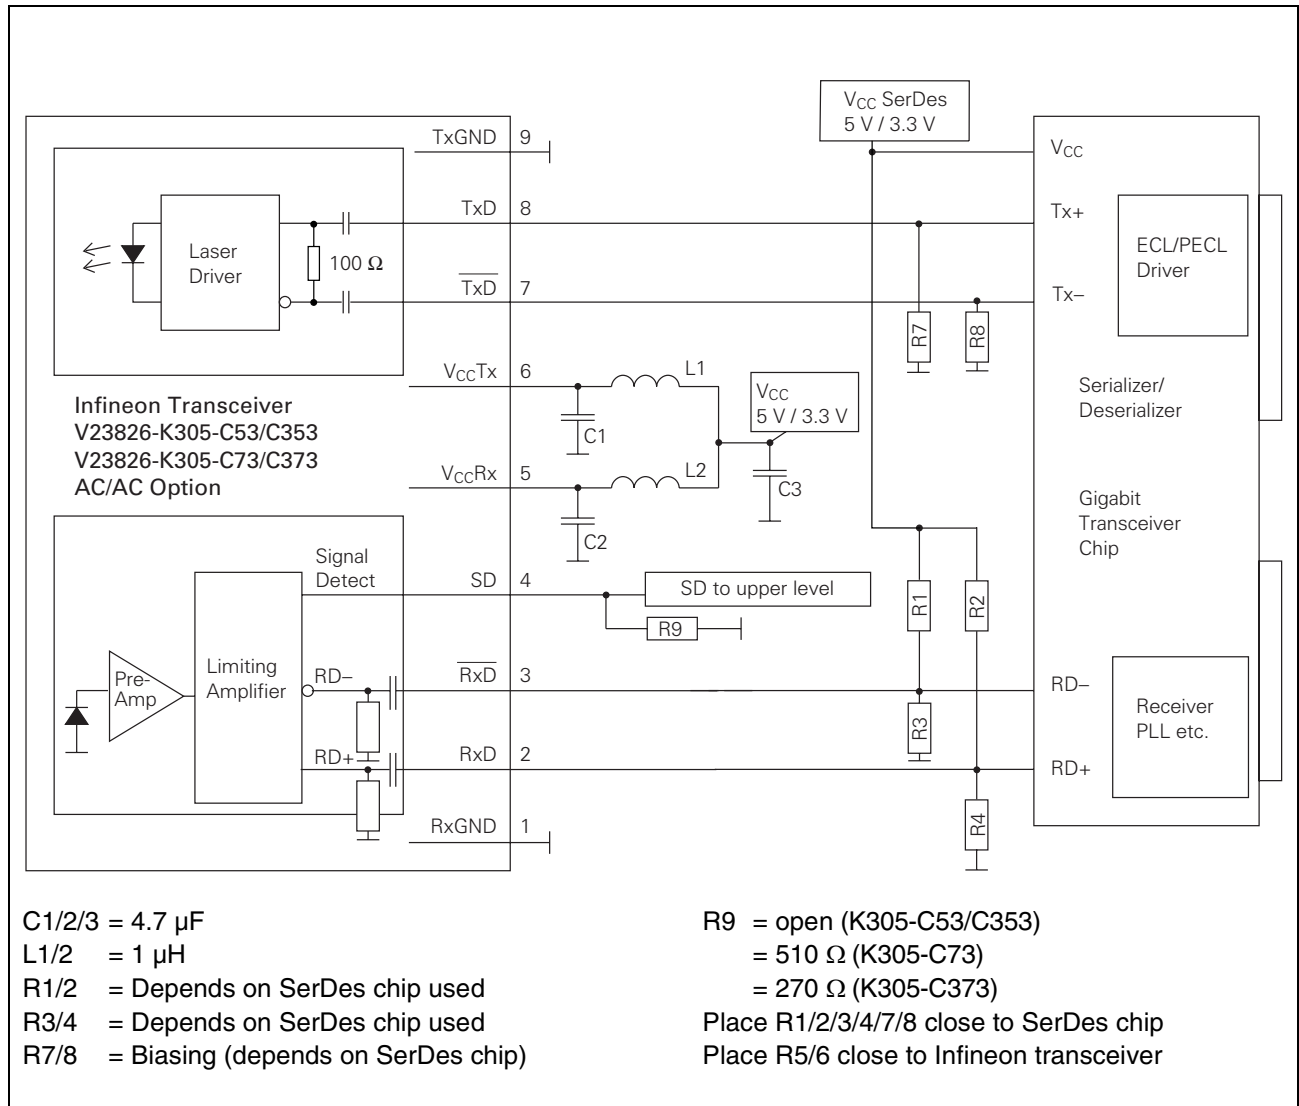 V_CC SerDes
5 V / 3.3 V
TxGND 9
V_CC
TxD 8
Tx+
Laser
Driver
100 Ω
ECL/PECL
Driver
T̅x̅D̅ 7
Tx−
R7
R8
V_CCTx 6
L1
V_CC
5 V / 3.3 V
C1
Serializer/
Deserializer
Infineon Transceiver
V23826-K305-C53/C353
V23826-K305-C73/C373
AC/AC Option
V_CCRx 5
L2
C3
C2
Gigabit
Transceiver
Chip
Signal
Detect
SD 4
SD to upper level
R9
R1
R2
Pre-
Amp
Limiting
Amplifier
RD−
R̅x̅D̅ 3
RD−
R3
Receiver
PLL etc.
RD+
RxD 2
RD+
R4
RxGND 1
C1/2/3 = 4.7 µF
L1/2 = 1 µH
R1/2 = Depends on SerDes chip used
R3/4 = Depends on SerDes chip used
R7/8 = Biasing (depends on SerDes chip)
R9 = open (K305-C53/C353)
= 510 Ω (K305-C73)
= 270 Ω (K305-C373)
Place R1/2/3/4/7/8 close to SerDes chip
Place R5/6 close to Infineon transceiver